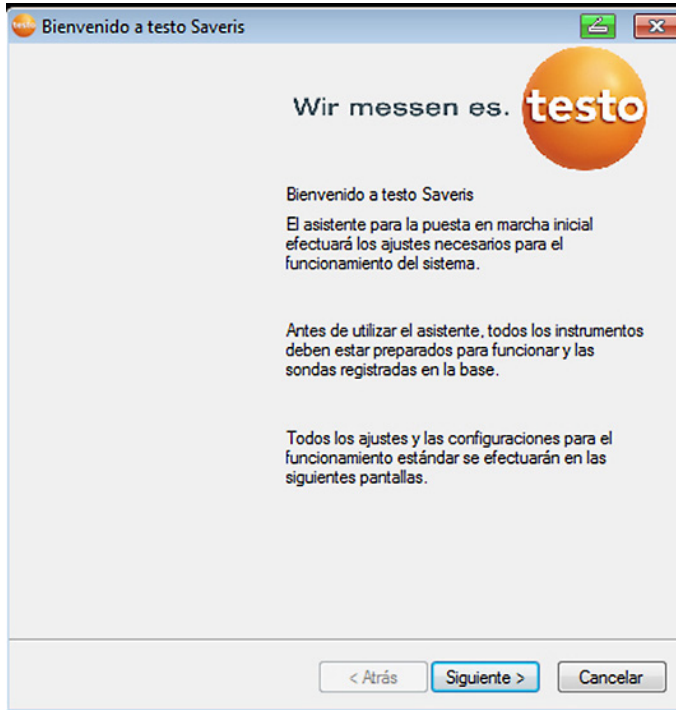 Bienvenido a testo Saveris
Wir messen es. testo
Bienvenido a testo Saveris
El asistente para la puesta en marcha inicial
efectuará los ajustes necesarios para el
funcionamiento del sistema.
Antes de utilizar el asistente, todos los instrumentos
deben estar preparados para funcionar y las
sondas registradas en la base.
Todos los ajustes y las configuraciones para el
funcionamiento estándar se efectuarán en las
siguientes pantallas.
< Atrás Siguiente > Cancelar